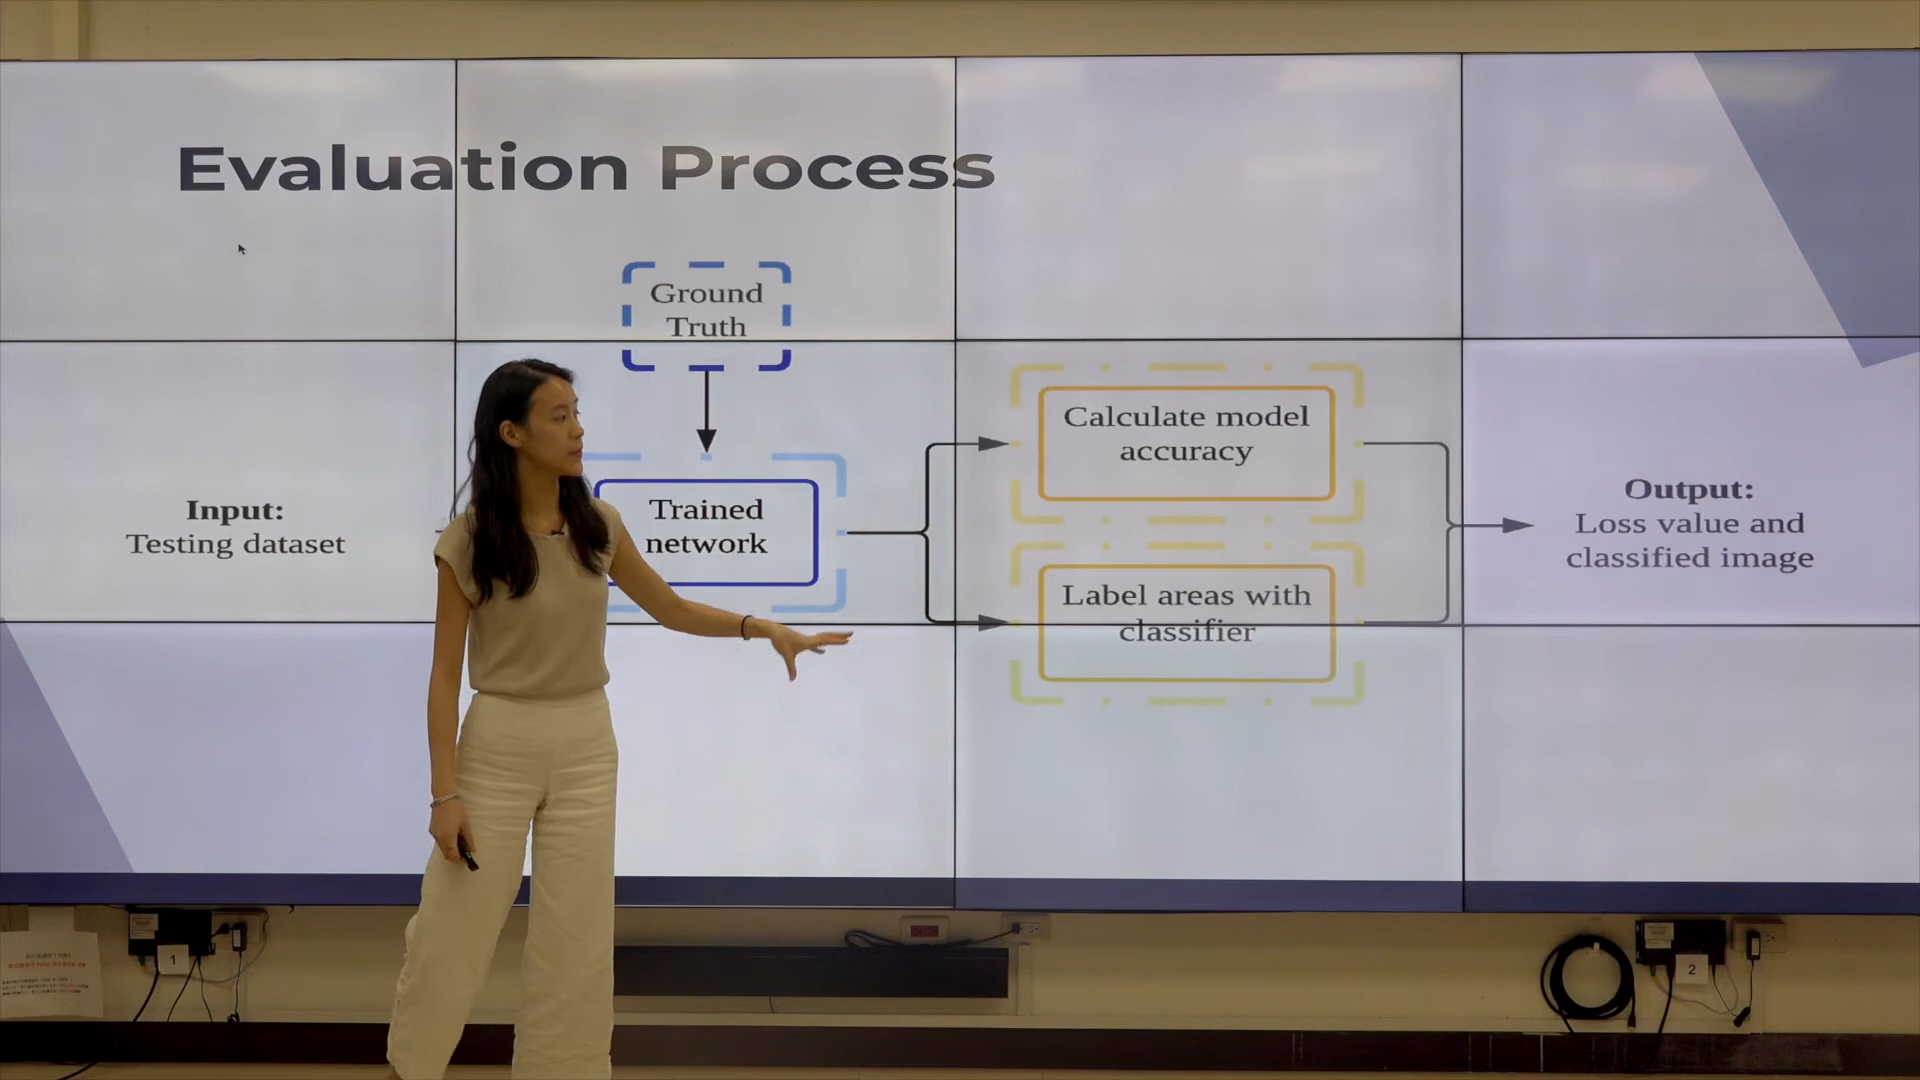 Evaluation Process
Ground
Truth
Input:
Testing dataset
Trained
network
Calculate model
accuracy
Label areas with
classifier
Output:
Loss value and
classified image
1
2